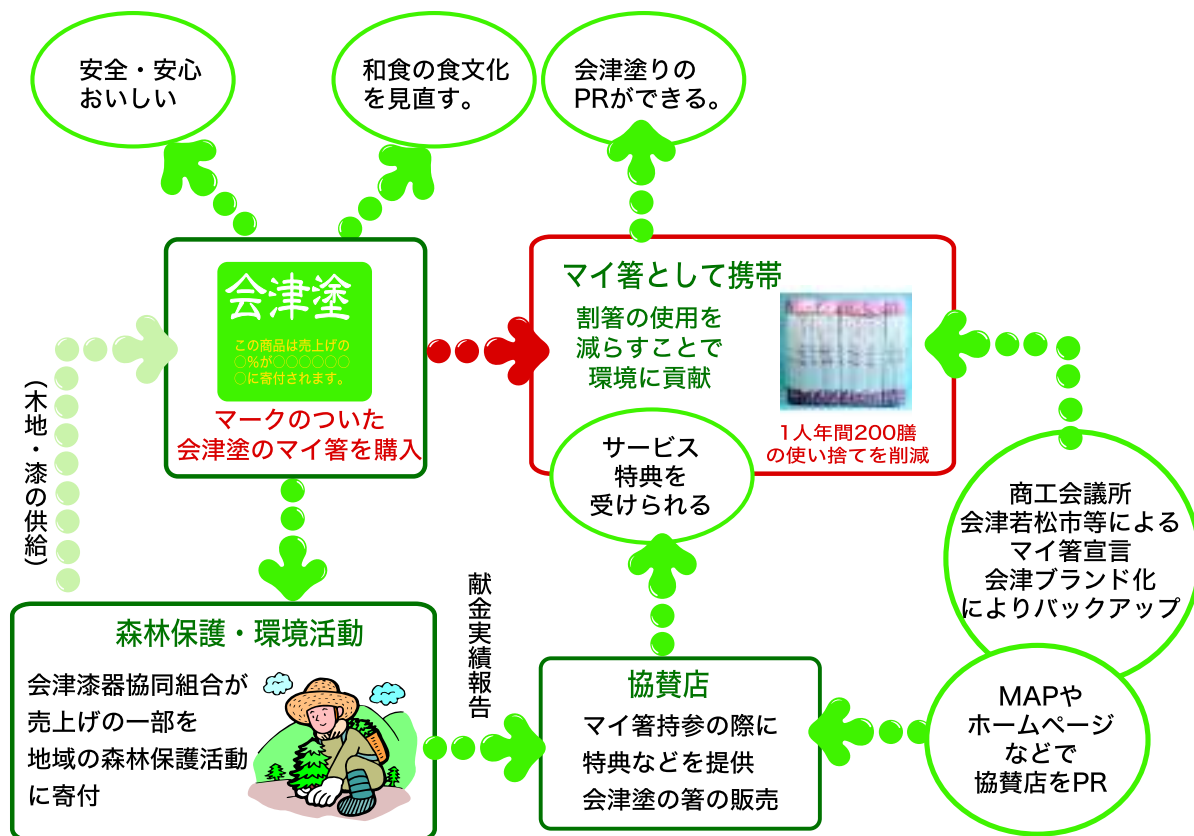 安全・安心
おいしい
和食の食文化
を見直す。
会津塗りの
PRができる。
会津塗
この商品は売上げの
○%が○○○○○○
○に寄付されます。
マークのついた
会津塗のマイ箸を購入
マイ箸として携帯
割箸の使用を
減らすことで
環境に貢献
1人年間200膳
の使い捨てを削減
サービス
特典を
受けられる
(木地・漆の供給)
商工会議所
会津若松市等による
マイ箸宣言
会津ブランド化
によりバックアップ
森林保護・環境活動
会津漆器協同組合が
売上げの一部を
地域の森林保護活動
に寄付
献金実績報告
協賛店
マイ箸持参の際に
特典などを提供
会津塗の箸の販売
MAPや
ホームページ
などで
協賛店をPR